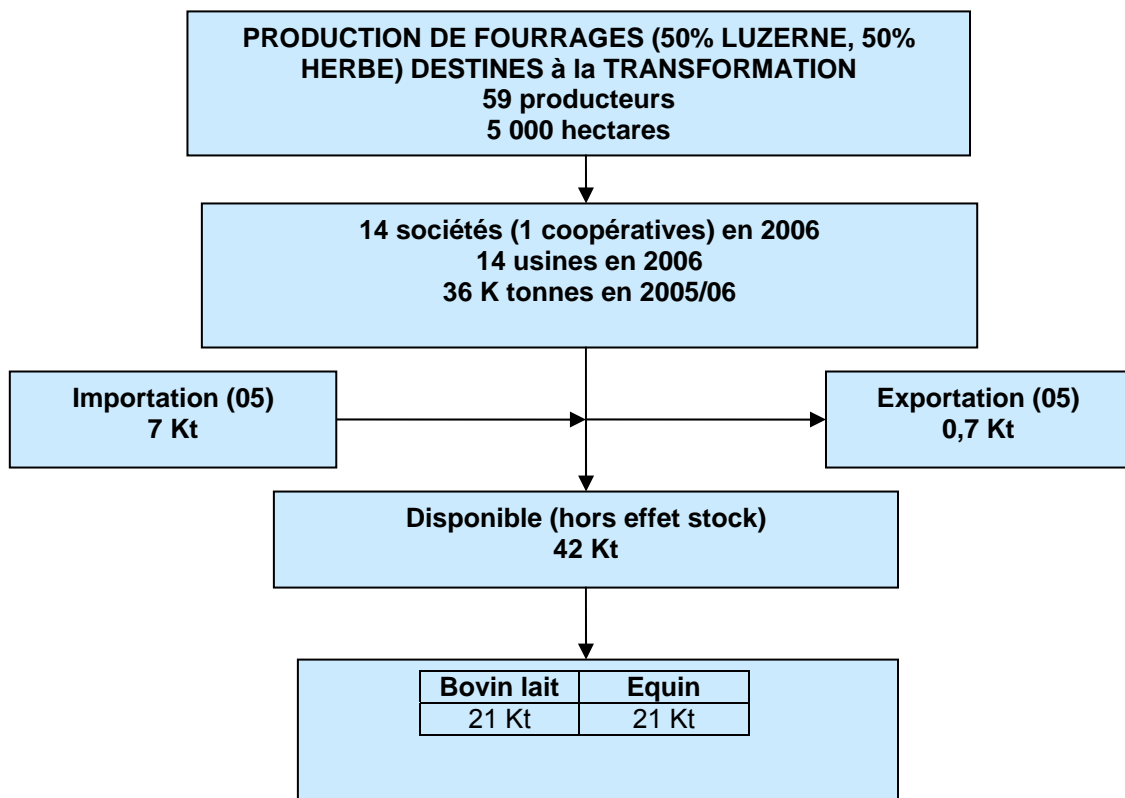 PRODUCTION DE FOURRAGES (50% LUZERNE, 50%
HERBE) DESTINES à la TRANSFORMATION
59 producteurs
5 000 hectares
14 sociétés (1 coopératives) en 2006
14 usines en 2006
36 K tonnes en 2005/06
Importation (05)
7 Kt
Exportation (05)
0,7 Kt
Disponible (hors effet stock)
42 Kt
Bovin lait Equin
21 Kt 21 Kt